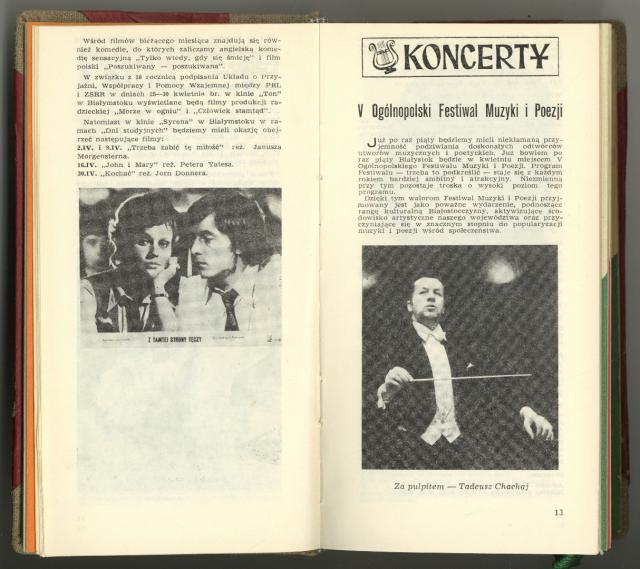 Wśród filmów bieżącego miesiąca znajdują się rów-
nież komedie, do których zaliczamy angielską kome-
dię sensacyjną „Tylko wtedy, gdy się śmieję" i film
polski „Poszukiwany — poszukiwana".
W związku z 28 rocznicą podpisania Układu o Przy-
jaźni, Współpracy i Pomocy Wzajemnej między PRL
i ZSRR w dniach 25—30 kwietnia br. w kinie „Ton"
w Białymstoku wyświetlane będą filmy produkcji ra-
dzieckiej „Morze w ogniu" i „Człowiek stamtąd".
Natomiast w kinie „Syrena" w Białymstoku w ra-
mach „Dni studyjnych" będziemy mieli okazję obej-
rzeć następujące filmy:
2.IV. i 9.IV. „Trzeba zabić tę miłość" reż. Janusza
Morgensterna.
16.IV. „John i Mary" reż. Petera Yatesa.
30.IV. „Kochać" reż. Jorn Donnera.
Z TAMTEJ STRONY TĘCZY
KONCERTY
V Ogólnopolski Festiwal Muzyki i Poezji
Już po raz piąty będziemy mieli niekłamaną przy-
jemność podziwiania doskonałych odtwórców
utworów muzycznych i poetyckich. Już bowiem po
raz piąty Białystok będzie w kwietniu miejscem V
Ogólnopolskiego Festiwalu Muzyki i Poezji. Program
Festiwalu — trzeba to podkreślić — staje się z każdym
rokiem bardziej ambitny i atrakcyjny. Niezmienną
przy tym pozostaje troska o wysoki poziom tego
programu.
Dzięki tym walorom Festiwal Muzyki i Poezji przyj-
mowany jest jako poważne wydarzenie, podnoszące
rangę kulturalną Białostocczyzny, aktywizujące śro-
dowisko artystyczne naszego województwa oraz przy-
czyniające się w znacznym stopniu do popularyzacji
muzyki i poezji wśród społeczeństwa.
Za pulpitem — Tadeusz Chachaj
13